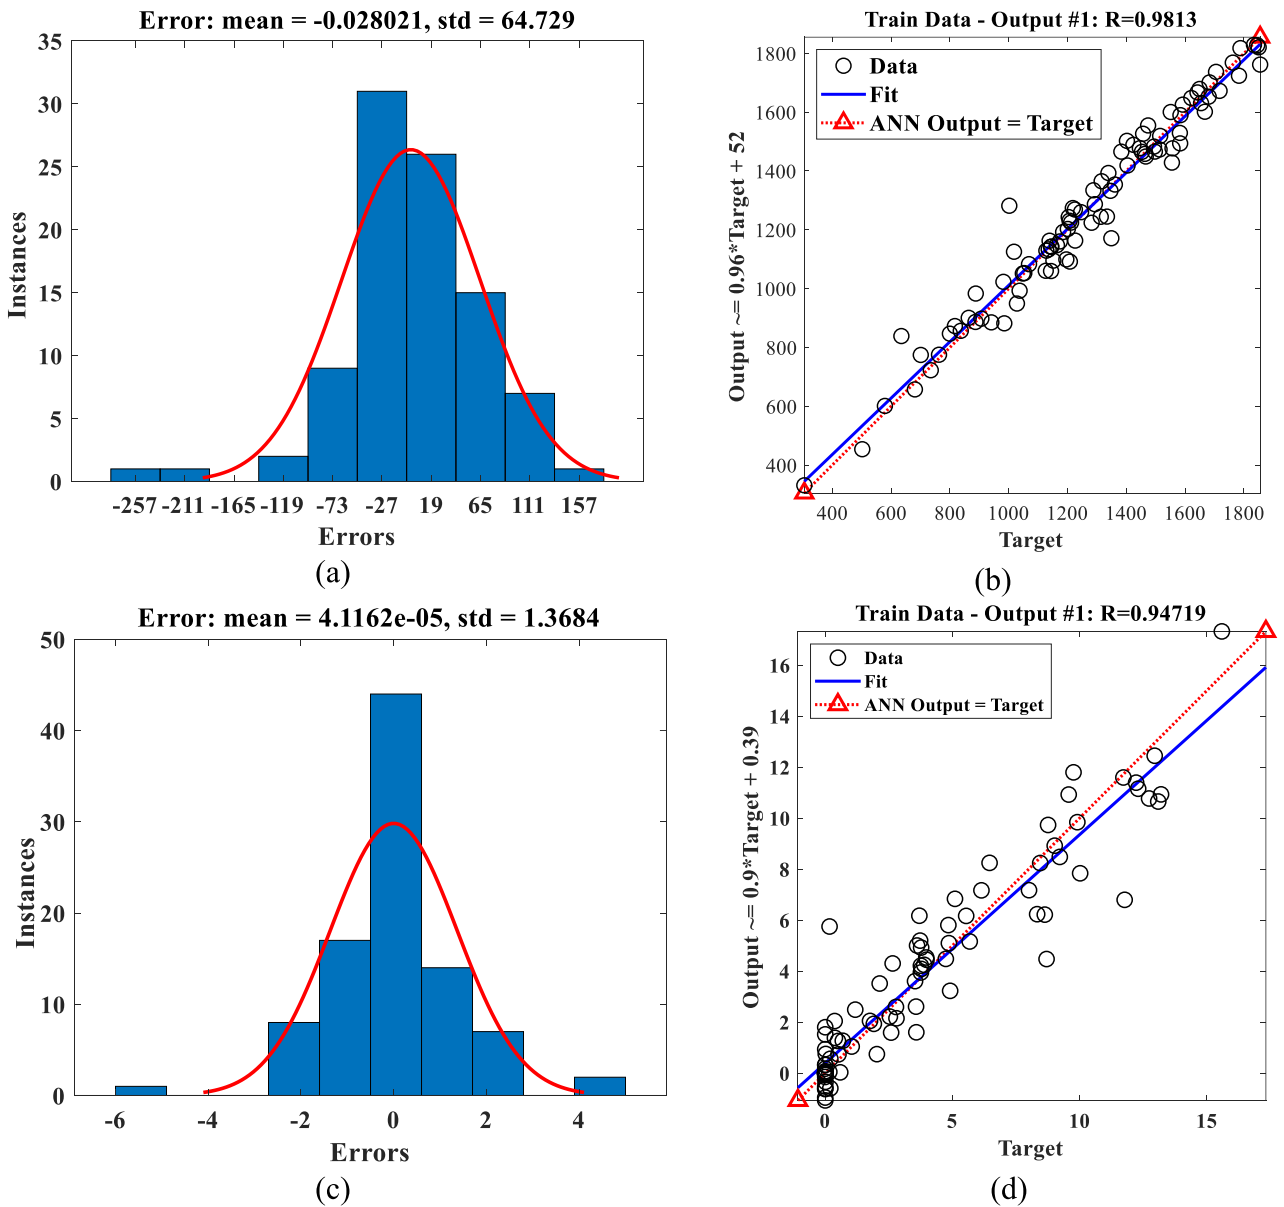 Error: mean = -0.028021, std = 64.729
35
30
25
20
15
10
5
0
Instances
-257 -211 -165 -119 -73 -27 19 65 111 157
Errors
(a)
Train Data - Output #1: R=0.9813
Data
Fit
ANN Output = Target
1800
1600
1400
1200
1000
800
600
400
Output ~= 0.96*Target + 52
400 600 800 1000 1200 1400 1600 1800
Target
(b)
Error: mean = 4.1162e-05, std = 1.3684
50
40
30
20
10
0
Instances
-6 -4 -2 0 2 4
Errors
(c)
Train Data - Output #1: R=0.94719
Data
Fit
ANN Output = Target
16
14
12
10
8
6
4
2
0
Output ~= 0.9*Target + 0.39
0 5 10 15
Target
(d)